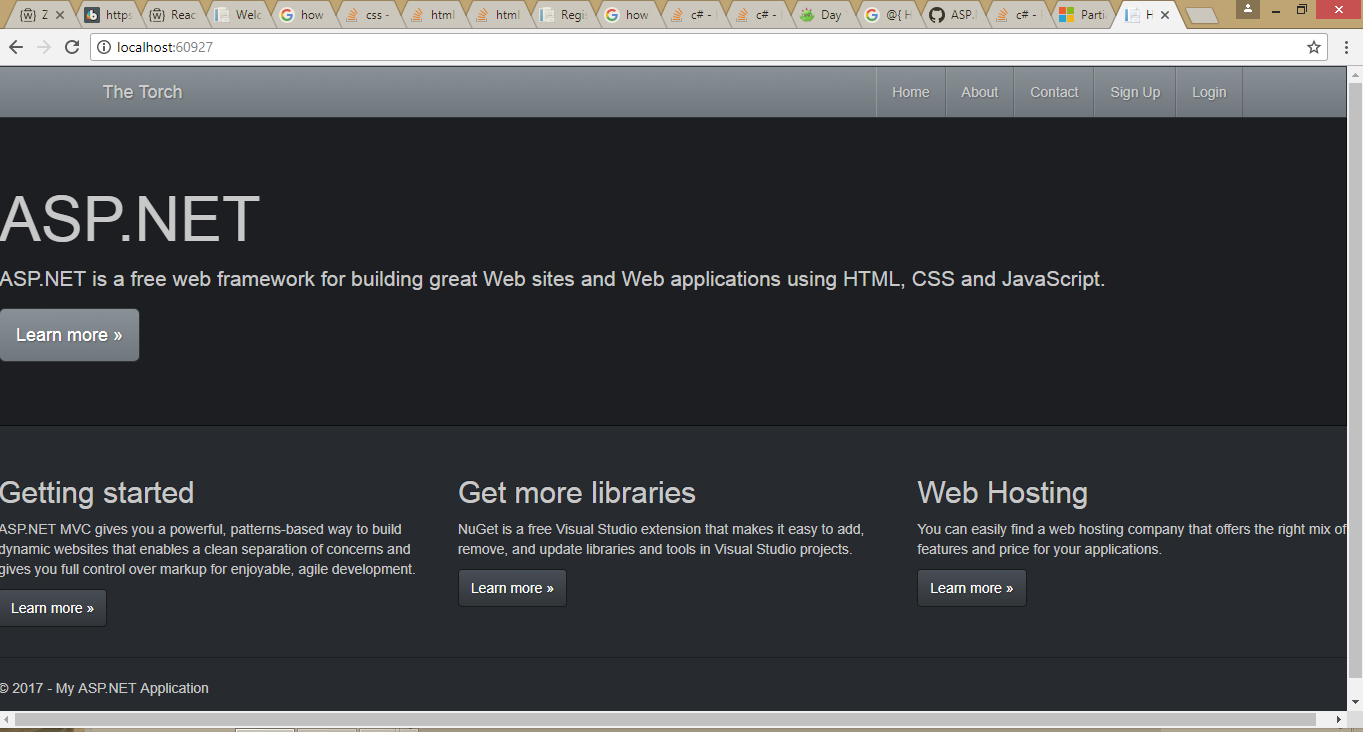 Z
https
Reac
Welc
how
css -
html
html
Regis
how
c# -
c# -
Day
@{ H
ASP.
c# -
Parti
H
localhost:60927
The Torch
Home
About
Contact
Sign Up
Login
ASP.NET
ASP.NET is a free web framework for building great Web sites and Web applications using HTML, CSS and JavaScript.
Learn more »
Getting started
ASP.NET MVC gives you a powerful, patterns-based way to build
dynamic websites that enables a clean separation of concerns and
gives you full control over markup for enjoyable, agile development.
Learn more »
Get more libraries
NuGet is a free Visual Studio extension that makes it easy to add,
remove, and update libraries and tools in Visual Studio projects.
Learn more »
Web Hosting
You can easily find a web hosting company that offers the right mix of
features and price for your applications.
Learn more »
© 2017 - My ASP.NET Application